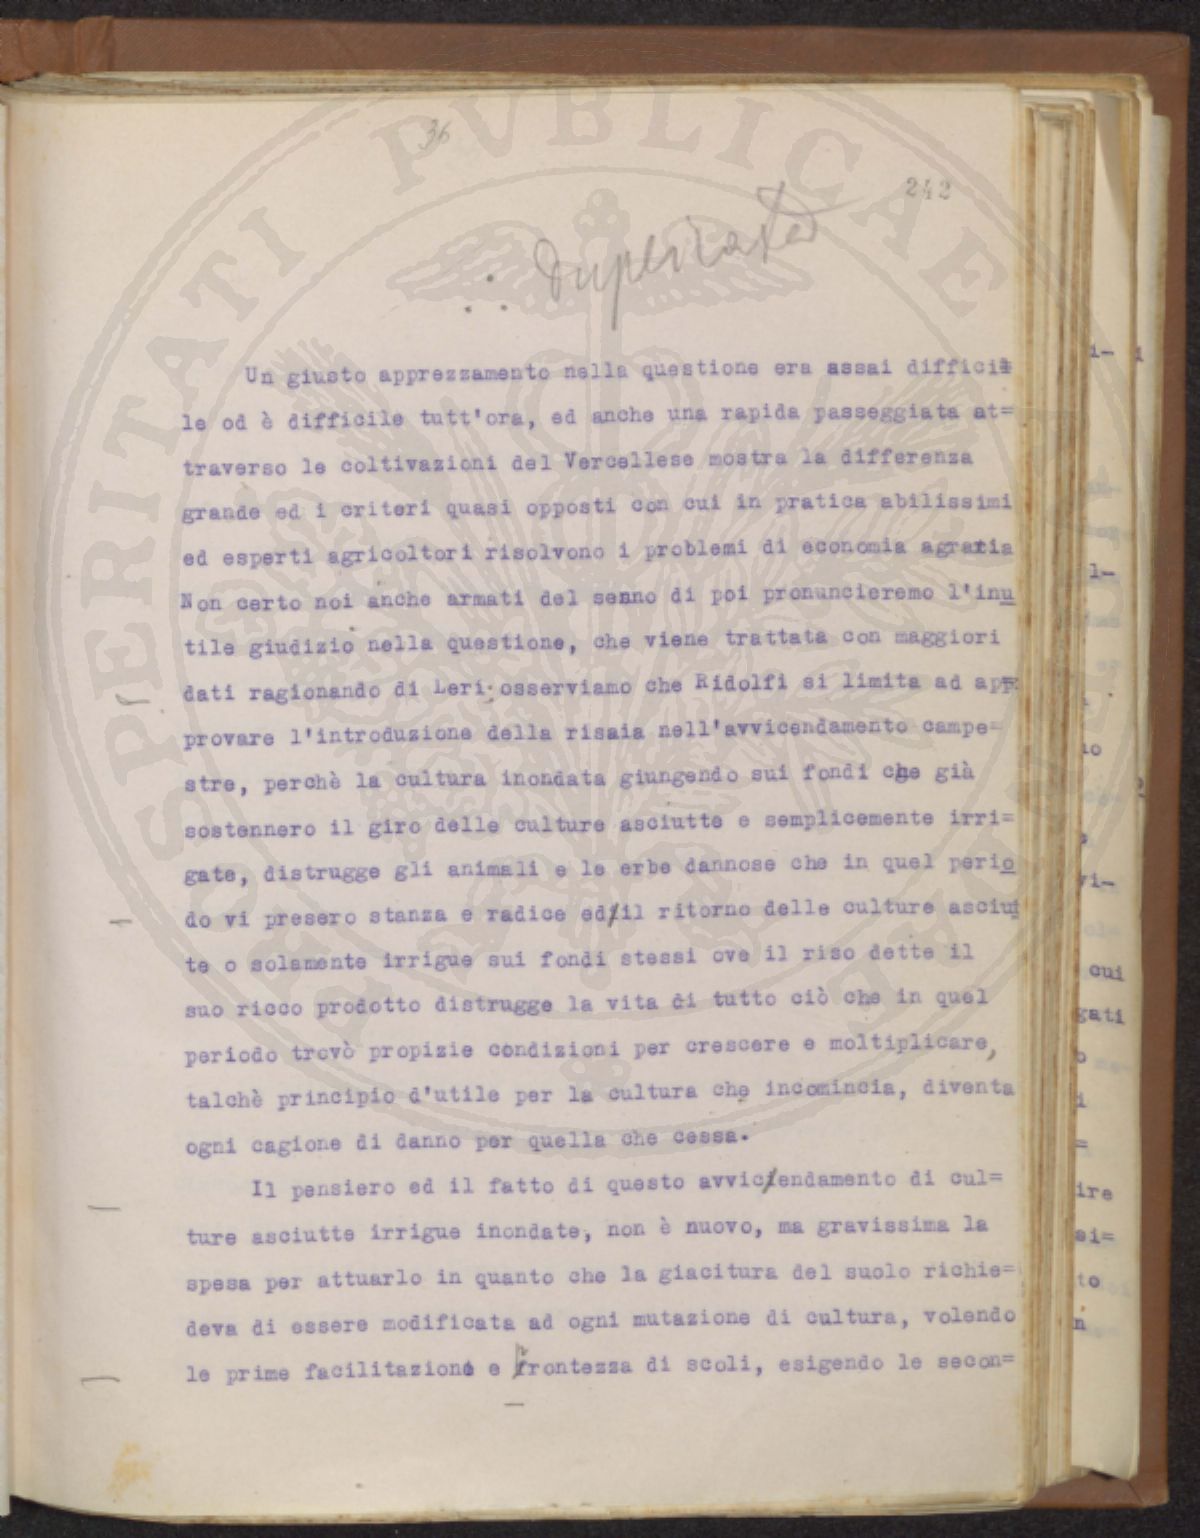 36
242
Duplicated
Un giusto apprezzamento nella questione era assai diffici
le od è difficile tutt'ora, ed anche una rapida passeggiata at=
traverso le coltivazioni del Vercellese mostra la differenza
grande ed i criteri quasi opposti con cui in pratica abilissimi
ed esperti agricoltori risolvono i problemi di economia agraria
Non certo noi anche armati del senno di poi pronuncieremo l'inu
tile giudizio nella questione, che viene trattata con maggiori
dati ragionando di Leri; osserviamo che Ridolfi si limita ad ap=
provare l'introduzione della risaia nell'avvicendamento campe=
stre, perchè la cultura inondata giungendo sui fondi che già
sostennero il giro delle culture asciutte e semplicemente irri=
gate, distrugge gli animali e le erbe dannose che in quel perio
do vi presero stanza e radice ed il ritorno delle culture asciut
te o solamente irrigue sui fondi stessi ove il riso dette il
suo ricco prodotto distrugge la vita di tutto ciò che in quel
periodo trovò propizie condizioni per crescere e moltiplicare,
talchè principio d'utile per la cultura che incomincia, diventa
ogni cagione di danno per quella che cessa.
Il pensiero ed il fatto di questo avvicendamento di cul=
ture asciutte irrigue inondate, non è nuovo, ma gravissima la
spesa per attuarlo in quanto che la giacitura del suolo richie=
deva di essere modificata ad ogni mutazione di cultura, volendo
le prime facilitazioni e prontezza di scoli, esigendo le secon=
i-
i
l-
io
vi-
cui
gati
o
i
=
ire
si=
to
n